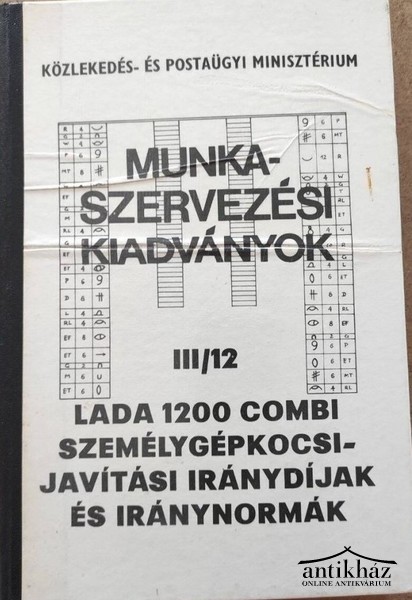 KÖZLEKEDÉS- ÉS POSTAÜGYI MINISZTÉRIUM
MUNKA-
SZERVEZÉSI
KIADVÁNYOK
III/12
LADA 1200 COMBI
SZEMÉLYGÉPKOCSI-
JAVÍTÁSI IRÁNYDÍJAK
ÉS IRÁNYNORMÁK
antikház
ONLINE ANTIKVÁRIUM